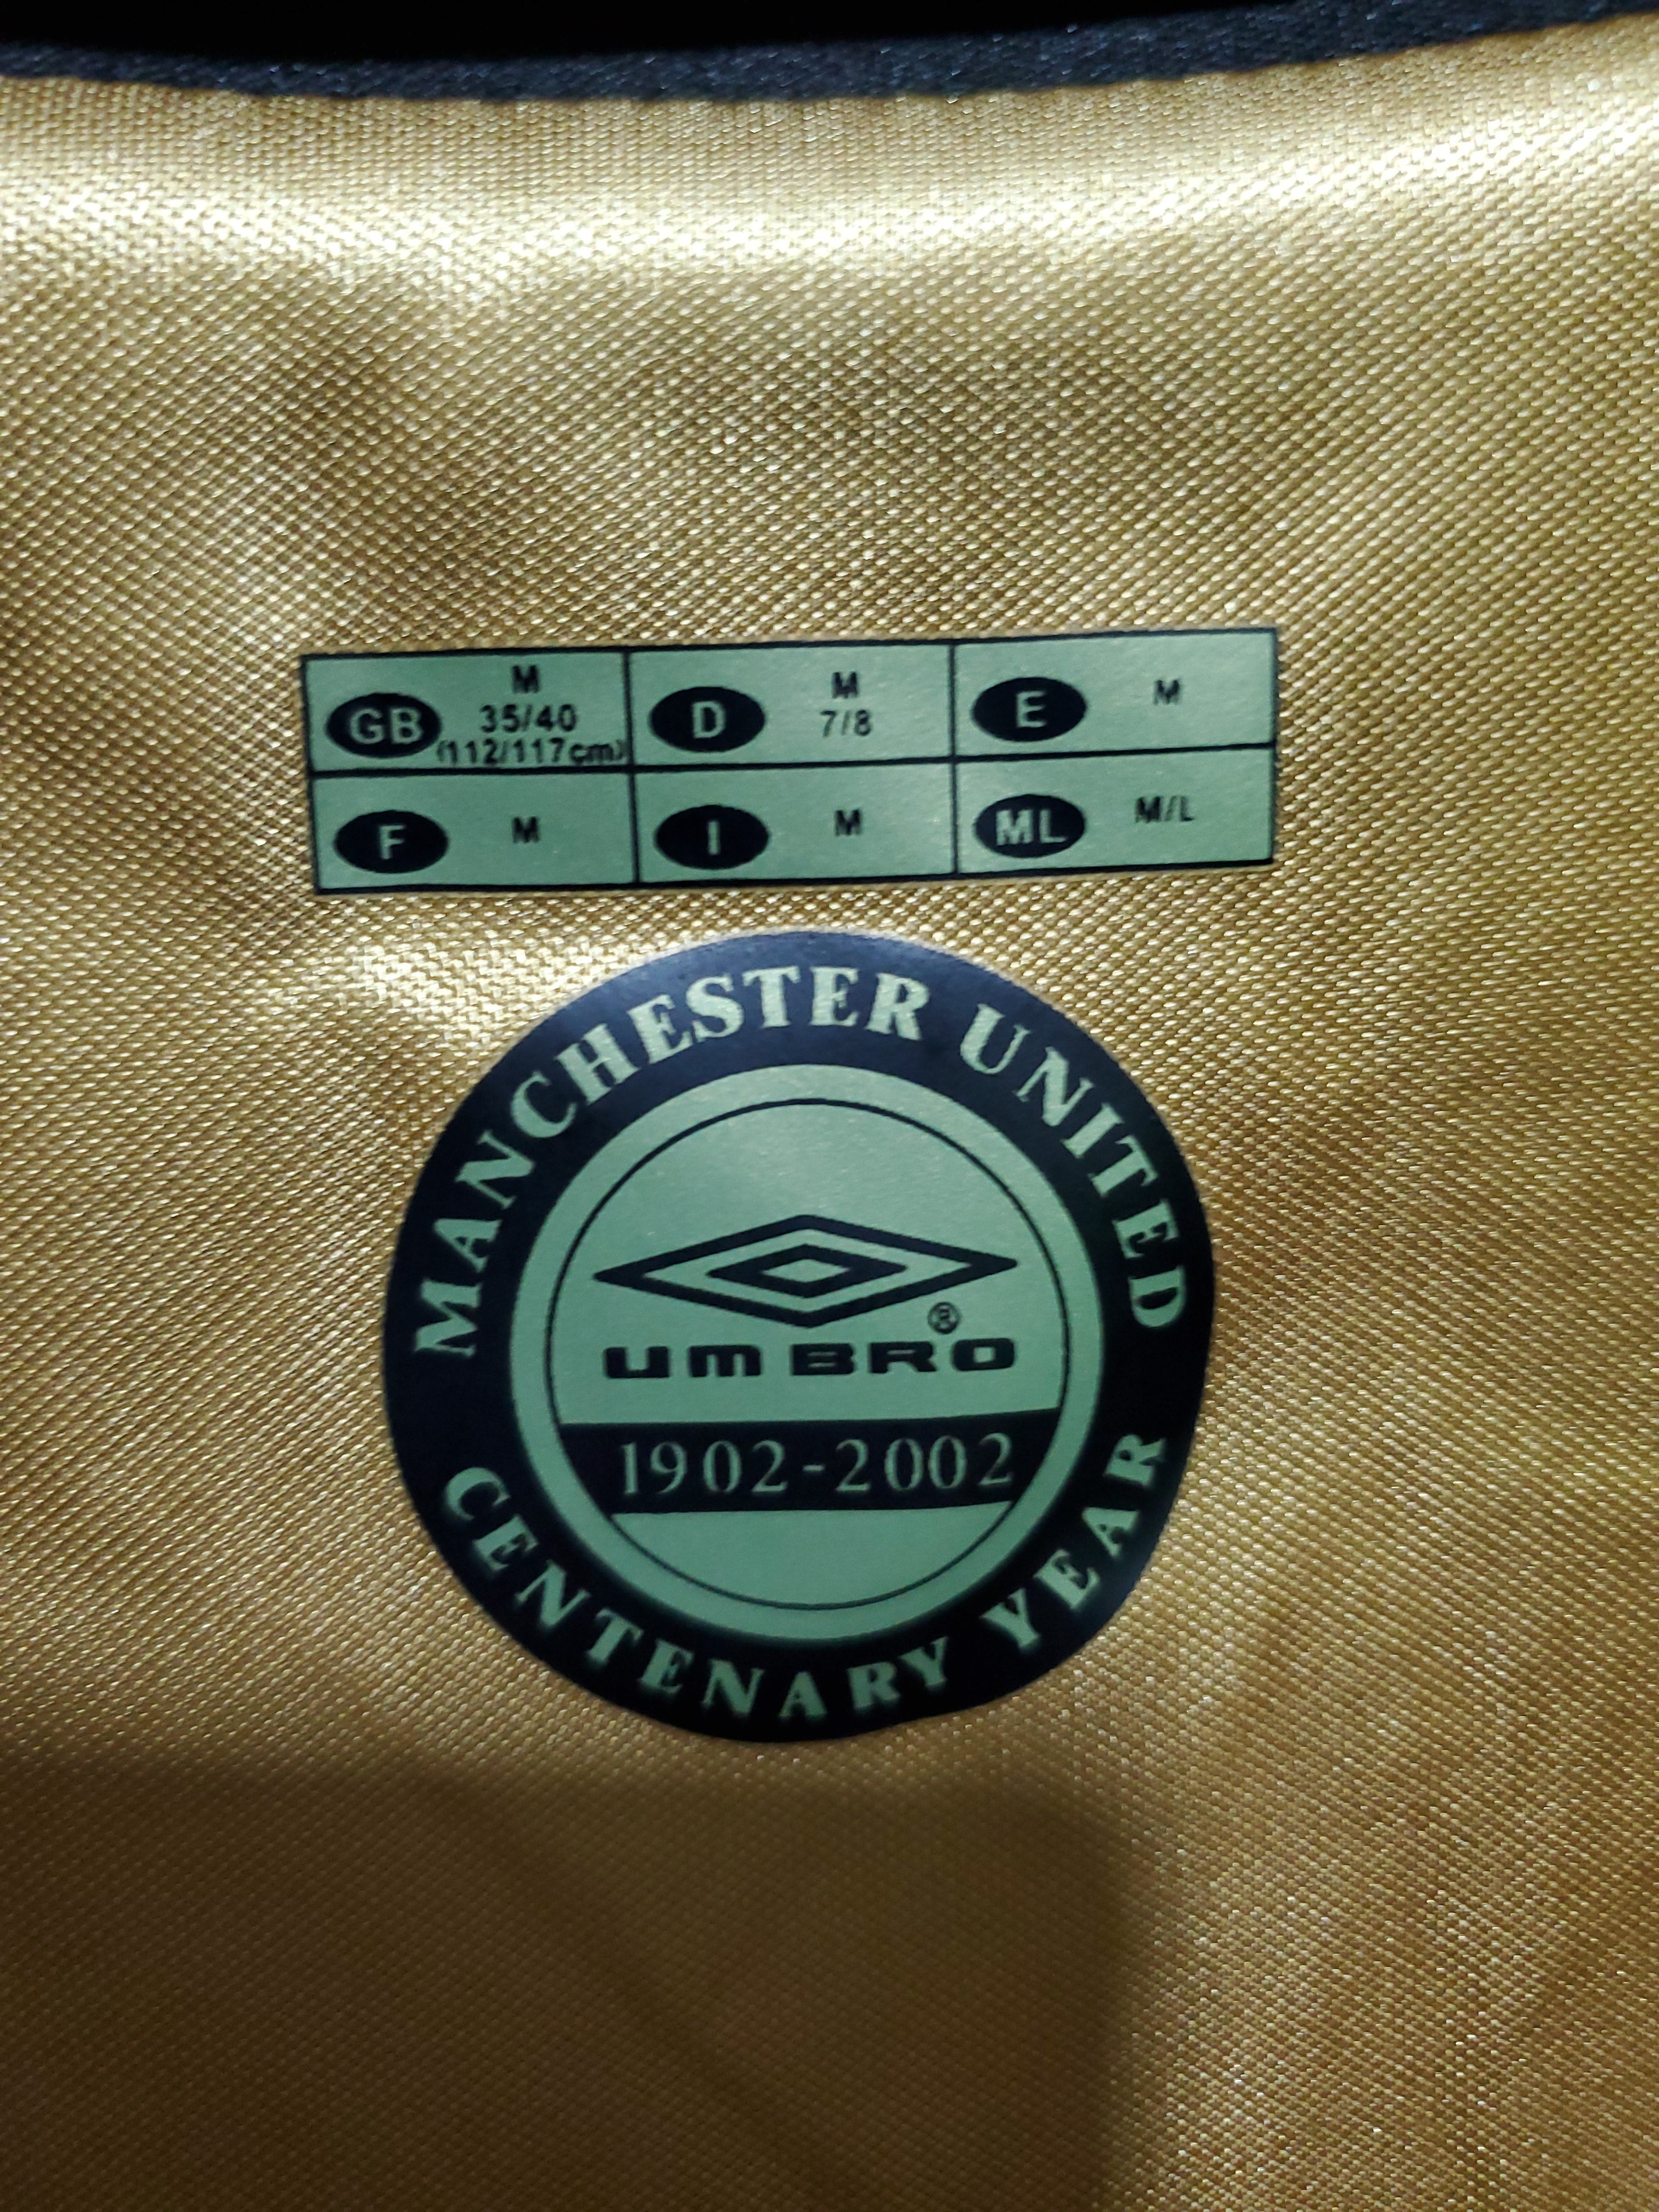 GB M 35/40 (112/117cm)
D M 7/8
E M
F M
I M
ML M/L
MANCHESTER UNITED
®
UMBRO
1902-2002
CENTENARY YEAR